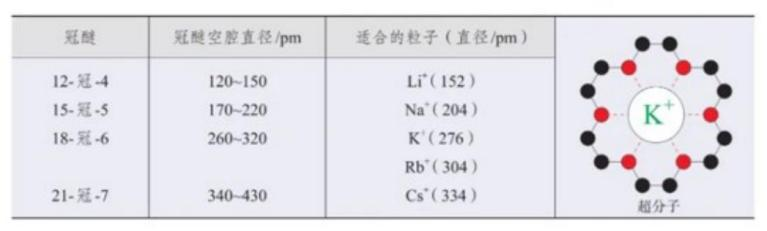 冠醚 冠醚空腔直径/pm 适合的粒子（直径/pm）
12-冠-4 120~150 Li⁺(152)
15-冠-5 170~220 Na⁺(204)
18-冠-6 260~320 K⁺(276)
Rb⁺(304)
21-冠-7 340~430 Cs⁺(334)
K⁺
超分子